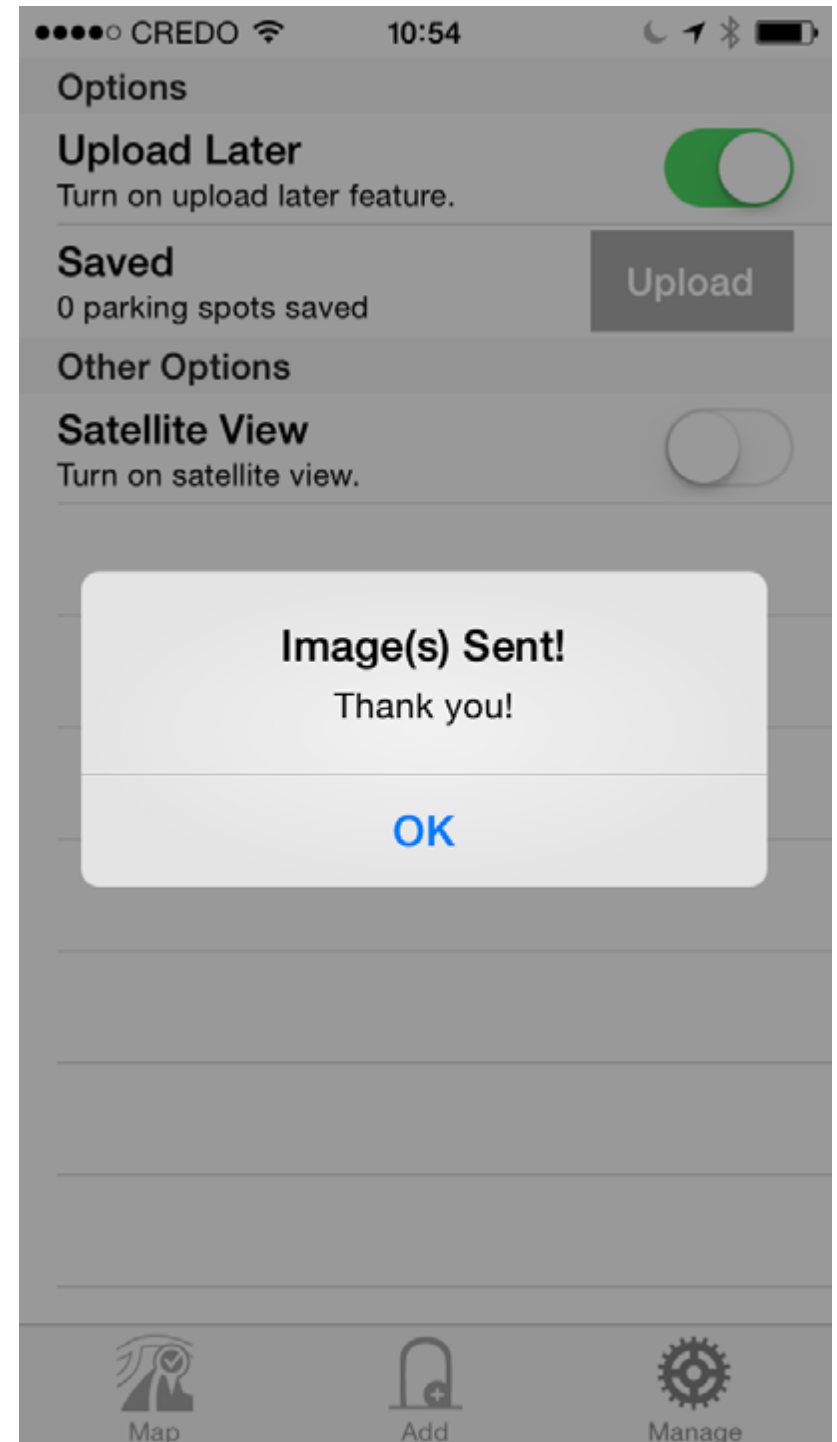 CREDO 10:54
Options
Upload Later
Turn on upload later feature.
Saved
0 parking spots saved
Upload
Other Options
Satellite View
Turn on satellite view.
Image(s) Sent!
Thank you!
OK
Map Add Manage